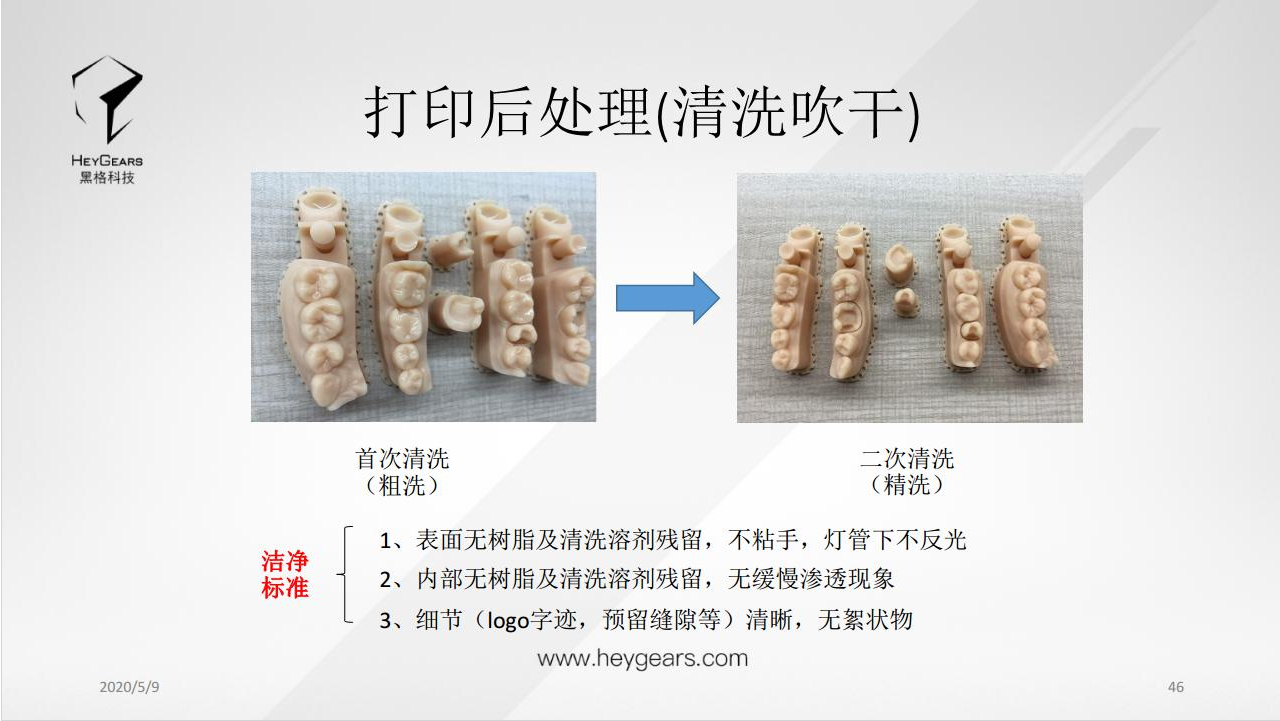 HEYGEARS
黑格科技
打印后处理(清洗吹干)
首次清洗
（粗洗）
二次清洗
（精洗）
洁净
标准
1、表面无树脂及清洗溶剂残留，不粘手，灯管下不反光
2、内部无树脂及清洗溶剂残留，无缓慢渗透现象
3、细节（logo字迹，预留缝隙等）清晰，无絮状物
www.heygears.com
2020/5/9
46